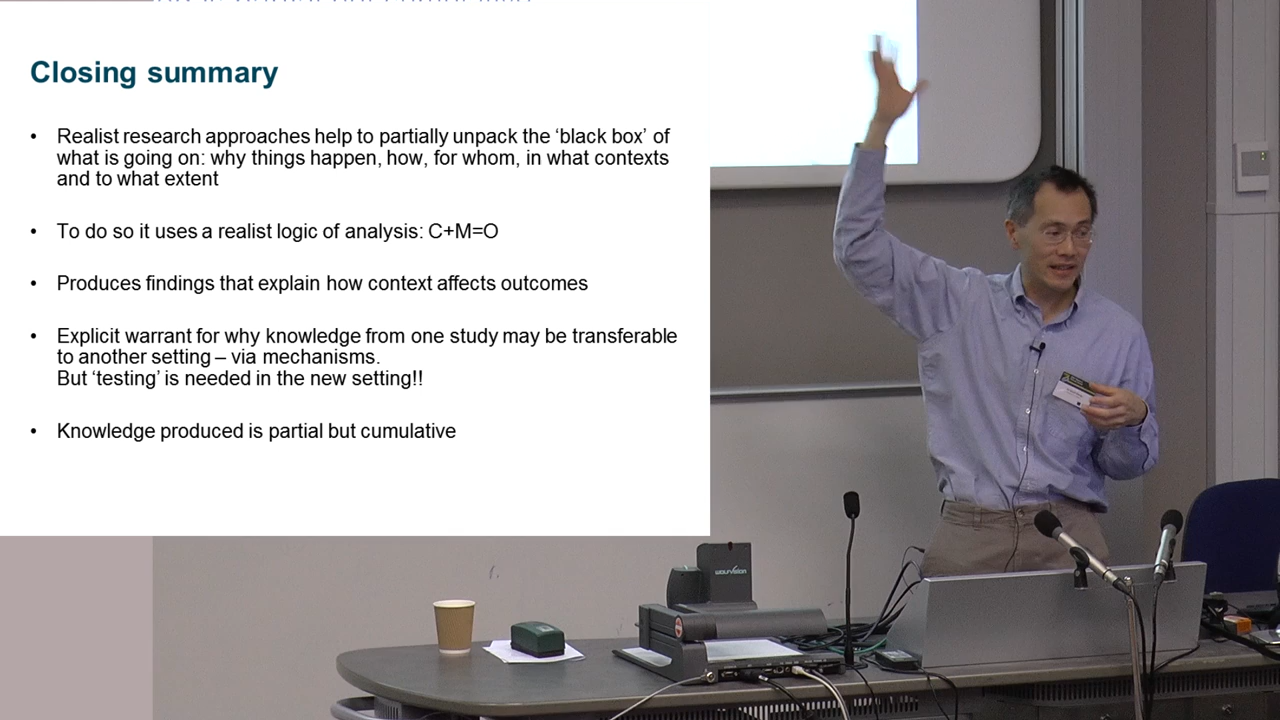 Closing summary
• Realist research approaches help to partially unpack the ‘black box’ of
what is going on: why things happen, how, for whom, in what contexts
and to what extent
• To do so it uses a realist logic of analysis: C+M=O
• Produces findings that explain how context affects outcomes
• Explicit warrant for why knowledge from one study may be transferable
to another setting – via mechanisms.
But ‘testing’ is needed in the new setting!!
• Knowledge produced is partial but cumulative
wolfvision